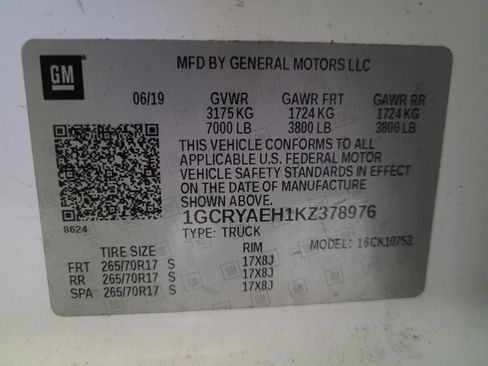 GM
MFD BY GENERAL MOTORS LLC
06/19 GVWR GAWR FRT GAWR RR
3175 KG 1724 KG 1724 KG
7000 LB 3800 LB 3800 LB
THIS VEHICLE CONFORMS TO ALL
APPLICABLE U.S. FEDERAL MOTOR
VEHICLE SAFETY STANDARDS IN EFFECT
ON THE DATE OF MANUFACTURE
SHOWN ABOVE.
8624
1GCRYAEH1KZ378976
TYPE: TRUCK MODEL: 16CK10753
TIRE SIZE RIM
FRT 265/70R17 S 17X8J
RR 265/70R17 S 17X8J
SPA 265/70R17 S 17X8J